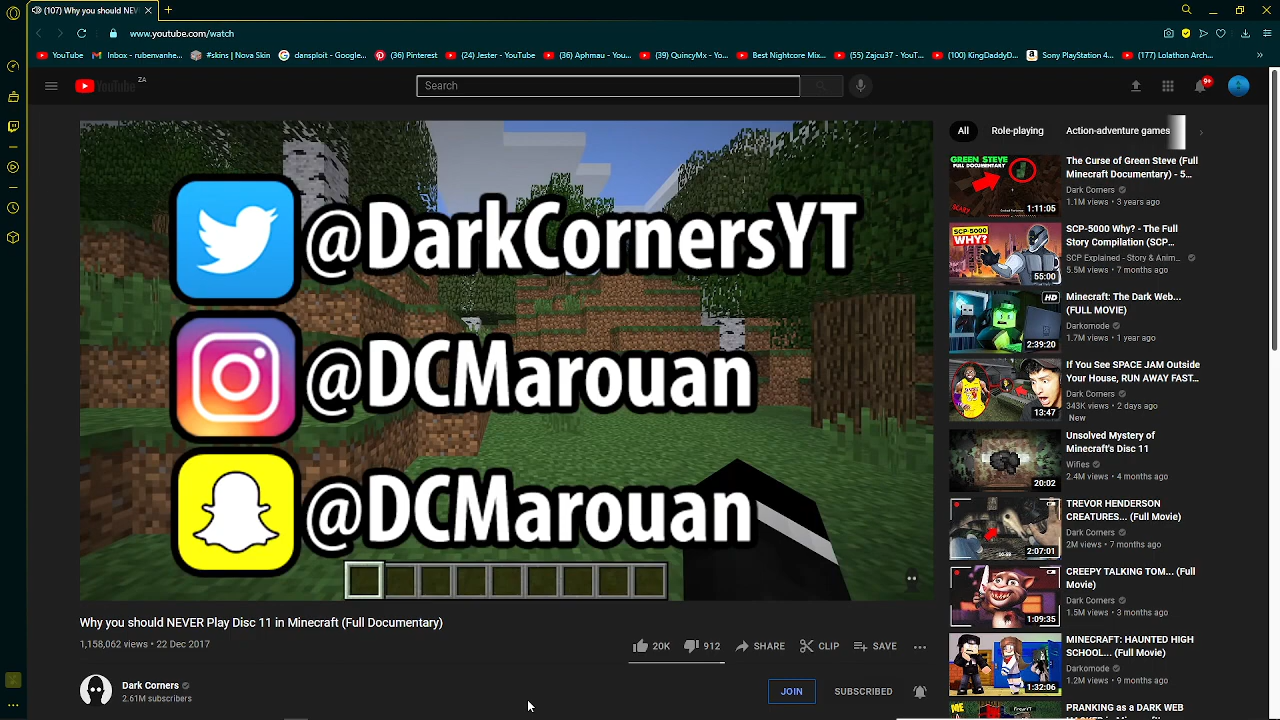 (107) Why you should NEV
www.youtube.com/watch
YouTube
Inbox - rubenvanhe...
#skins | Nova Skin
dansploit - Google...
(36) Pinterest
(24) Jester - YouTube
(36) Aphmau - You...
(39) QuincyMx - You...
Best Nightcore Mix...
(55) Zajcu37 - YouT...
(100) KingDaddyD...
Sony PlayStation 4...
(177) Lolathon Arch...
YouTube ZA
Search
9+
@DarkCornersYT
@DCMarouan
@DCMarouan
Why you should NEVER Play Disc 11 in Minecraft (Full Documentary)
1,158,062 views • 22 Dec 2017
20K
912
SHARE
CLIP
SAVE
Dark Corners
2.61M subscribers
JOIN
SUBSCRIBED
All
Role-playing
Action-adventure games
GREEN STEVE
FULL DOCUMENTARY
SCARY
1:11:05
The Curse of Green Steve (Full
Minecraft Documentary) - 5...
Dark Corners
1.1M views • 3 years ago
SCP-5000
WHY?
55:00
SCP-5000 Why? - The Full
Story Compilation (SCP...
SCP Explained - Story & Anim...
5.5M views • 7 months ago
HD
2:39:20
Minecraft: The Dark Web...
(FULL MOVIE)
Darkomode
1.7M views • 1 year ago
13:47
If You See SPACE JAM Outside
Your House, RUN AWAY FAST...
Dark Corners
343K views • 2 days ago
New
20:02
Unsolved Mystery of
Minecraft's Disc 11
Wifies
2.4M views • 4 months ago
2:07:01
TREVOR HENDERSON
CREATURES... (Full Movie)
Dark Corners
2M views • 7 months ago
1:09:35
CREEPY TALKING TOM... (Full
Movie)
Dark Corners
1.5M views • 3 months ago
1:32:06
MINECRAFT: HAUNTED HIGH
SCHOOL... (Full Movie)
Darkomode
1.2M views • 9 months ago
PRANKING as a DARK WEB